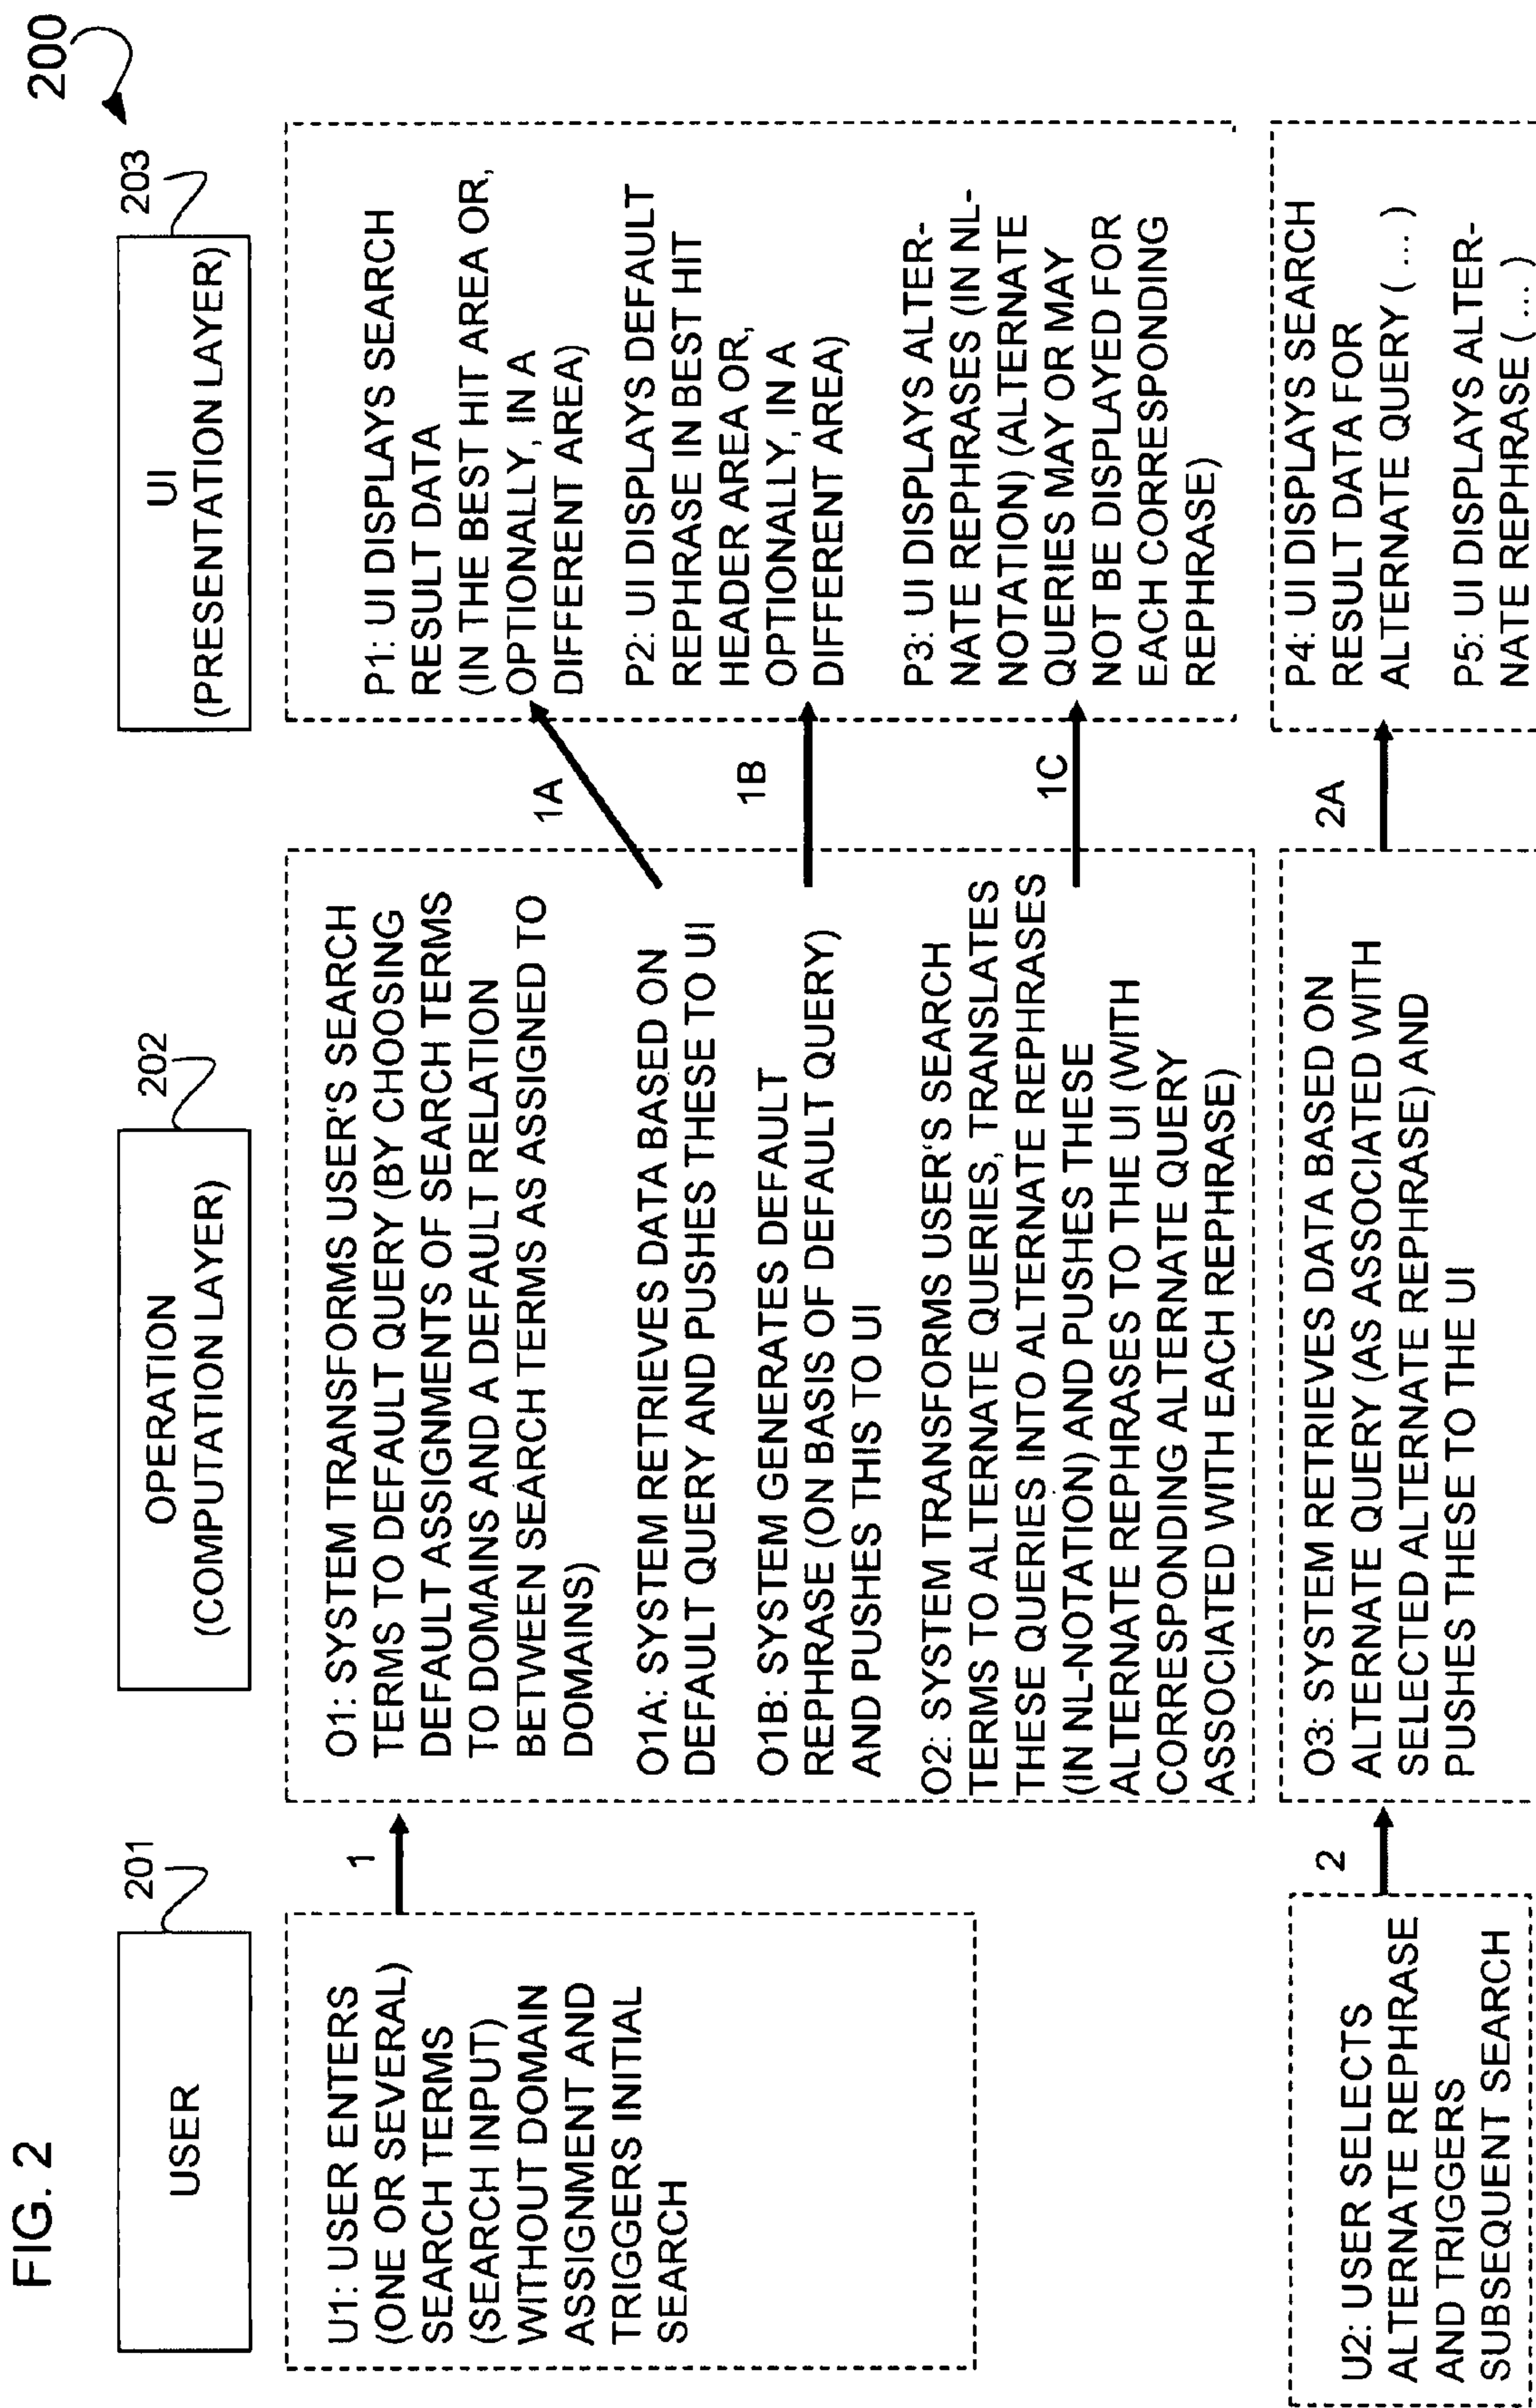 FIG. 2
200
USER
201
OPERATION
(COMPUTATION LAYER)
202
UI
(PRESENTATION LAYER)
203
U1: USER ENTERS
(ONE OR SEVERAL)
SEARCH TERMS
(SEARCH INPUT)
WITHOUT DOMAIN
ASSIGNMENT AND
TRIGGERS INITIAL
SEARCH
1
O1: SYSTEM TRANSFORMS USER'S SEARCH
TERMS TO DEFAULT QUERY (BY CHOOSING
DEFAULT ASSIGNMENTS OF SEARCH TERMS
TO DOMAINS AND A DEFAULT RELATION
BETWEEN SEARCH TERMS AS ASSIGNED TO
DOMAINS)
O1A: SYSTEM RETRIEVES DATA BASED ON
DEFAULT QUERY AND PUSHES THESE TO UI
O1B: SYSTEM GENERATES DEFAULT
REPHRASE (ON BASIS OF DEFAULT QUERY)
AND PUSHES THIS TO UI
O2: SYSTEM TRANSFORMS USER'S SEARCH
TERMS TO ALTERNATE QUERIES, TRANSLATES
THESE QUERIES INTO ALTERNATE REPHRASES
(IN NL-NOTATION) AND PUSHES THESE
ALTERNATE REPHRASES TO THE UI (WITH
CORRESPONDING ALTERNATE QUERY
ASSOCIATED WITH EACH REPHRASE)
1A
1B
1C
P1: UI DISPLAYS SEARCH
RESULT DATA
(IN THE BEST HIT AREA OR,
OPTIONALLY, IN A
DIFFERENT AREA)
P2: UI DISPLAYS DEFAULT
REPHRASE IN BEST HIT
HEADER AREA OR,
OPTIONALLY, IN A
DIFFERENT AREA)
P3: UI DISPLAYS ALTER-
NATE REPHRASES (IN NL-
NOTATION) (ALTERNATE
QUERIES MAY OR MAY
NOT BE DISPLAYED FOR
EACH CORRESPONDING
REPHRASE)
U2: USER SELECTS
ALTERNATE REPHRASE
AND TRIGGERS
SUBSEQUENT SEARCH
2
O3: SYSTEM RETRIEVES DATA BASED ON
ALTERNATE QUERY (AS ASSOCIATED WITH
SELECTED ALTERNATE REPHRASE) AND
PUSHES THESE TO THE UI
2A
P4: UI DISPLAYS SEARCH
RESULT DATA FOR
ALTERNATE QUERY ( ... )
P5: UI DISPLAYS ALTER-
NATE REPHRASE ( ... )